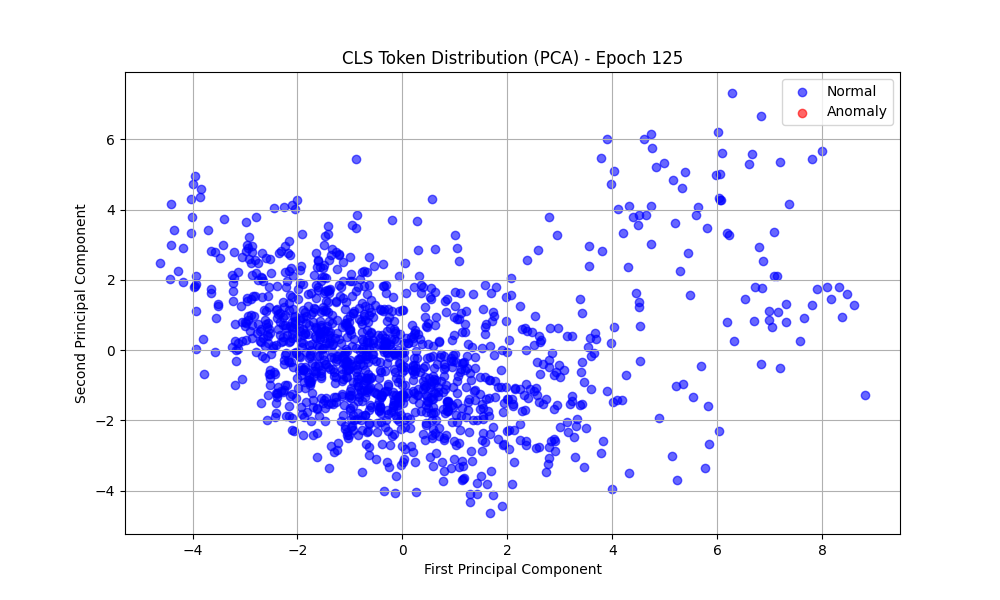 CLS Token Distribution (PCA) - Epoch 125
Normal
Anomaly
Second Principal Component
6
4
2
0
−2
−4
−4
−2
0
2
4
6
8
First Principal Component